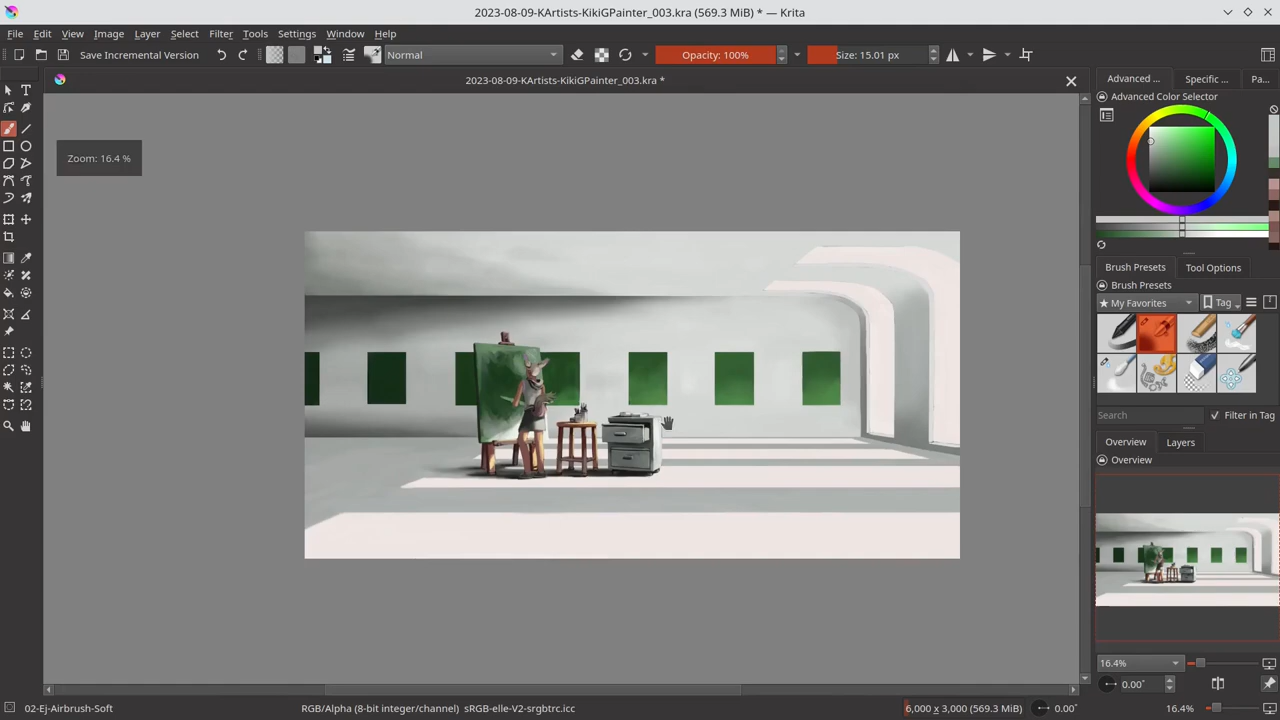 2023-08-09-KArtists-KikiGPainter_003.kra (569.3 MiB) * — Krita
File Edit View Image Layer Select Filter Tools Settings Window Help
Save Incremental Version Normal Opacity: 100% Size: 15.01 px
2023-08-09-KArtists-KikiGPainter_003.kra *
Advanced ... Specific ... Pa...
Advanced Color Selector
Zoom: 16.4 %
Brush Presets Tool Options
Brush Presets
★ My Favorites Tag
Search Filter in Tag
Overview Layers
Overview
16.4%
0.00°
02-Ej-Airbrush-Soft RGB/Alpha (8-bit integer/channel) sRGB-elle-V2-srgbtrc.icc 6,000 x 3,000 (569.3 MiB) 0.00° 16.4%